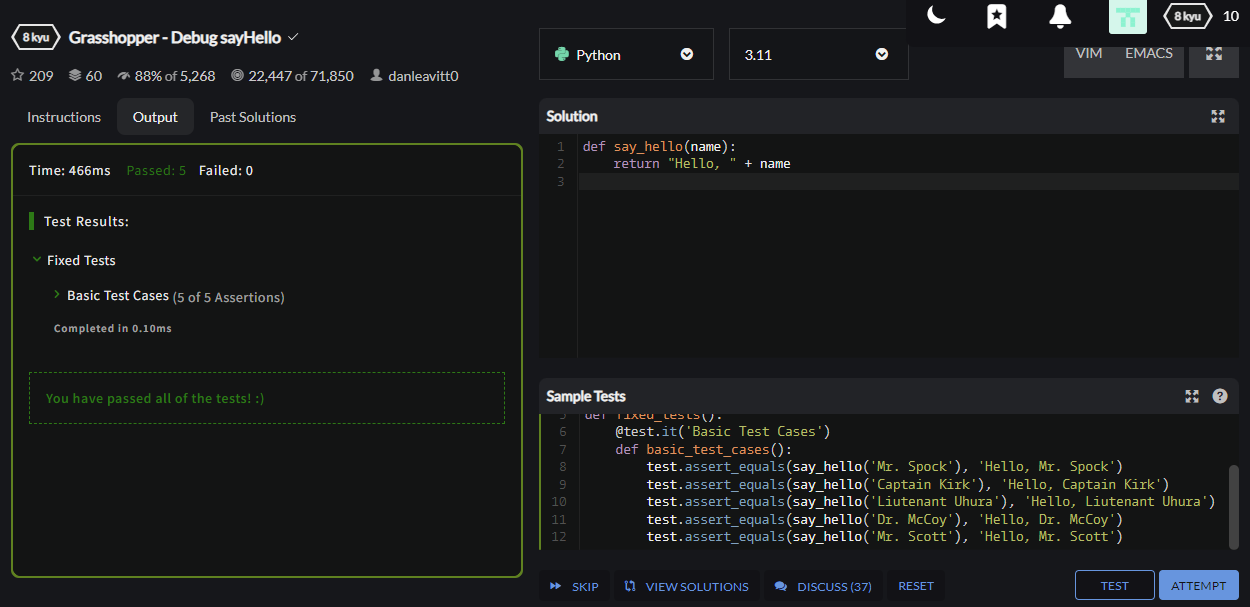 8 kyu Grasshopper - Debug sayHello
209 60 88% of 5,268 22,447 of 71,850 danleavitt0
Instructions Output Past Solutions
Time: 466ms Passed: 5 Failed: 0
Test Results:
Fixed Tests
Basic Test Cases (5 of 5 Assertions)
Completed in 0.10ms
You have passed all of the tests! :)
8 kyu 10
Python 3.11 VIM EMACS
Solution
1 def say_hello(name):
2 return "Hello, " + name
3
Sample Tests
5 def fixed_tests():
6 @test.it('Basic Test Cases')
7 def basic_test_cases():
8 test.assert_equals(say_hello('Mr. Spock'), 'Hello, Mr. Spock')
9 test.assert_equals(say_hello('Captain Kirk'), 'Hello, Captain Kirk')
10 test.assert_equals(say_hello('Liutenant Uhura'), 'Hello, Liutenant Uhura')
11 test.assert_equals(say_hello('Dr. McCoy'), 'Hello, Dr. McCoy')
12 test.assert_equals(say_hello('Mr. Scott'), 'Hello, Mr. Scott')
SKIP VIEW SOLUTIONS DISCUSS (37) RESET TEST ATTEMPT